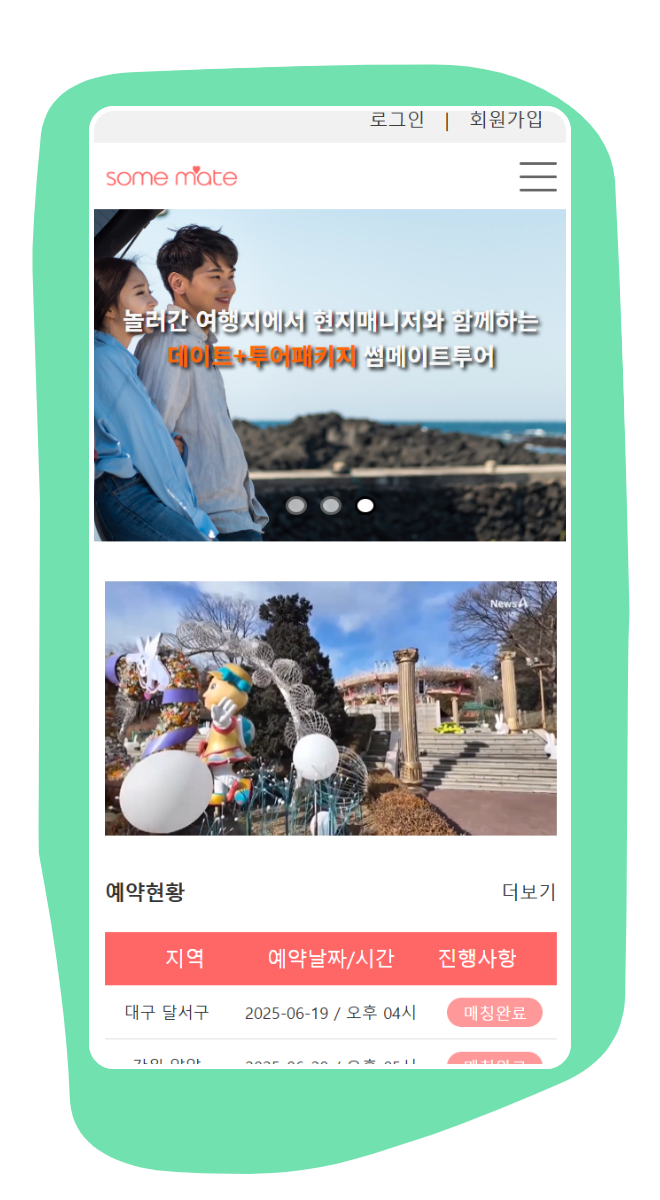 로그인 | 회원가입
some mate
놀러간 여행지에서 현지매니저와 함께하는
데이트+투어패키지 썸메이트투어
News A
예약현황 더보기
지역 예약날짜/시간 진행사항
대구 달서구 2025-06-19 / 오후 04시 매칭완료